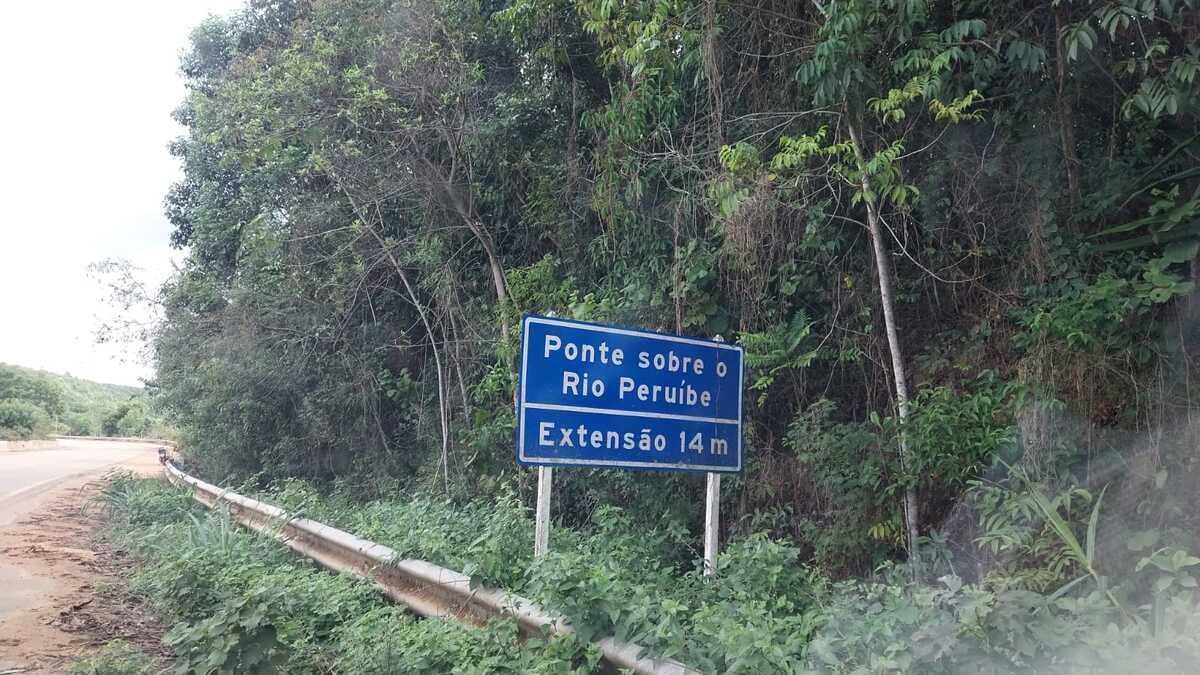 Ponte sobre o
Rio Peruíbe
Extensão 14 m